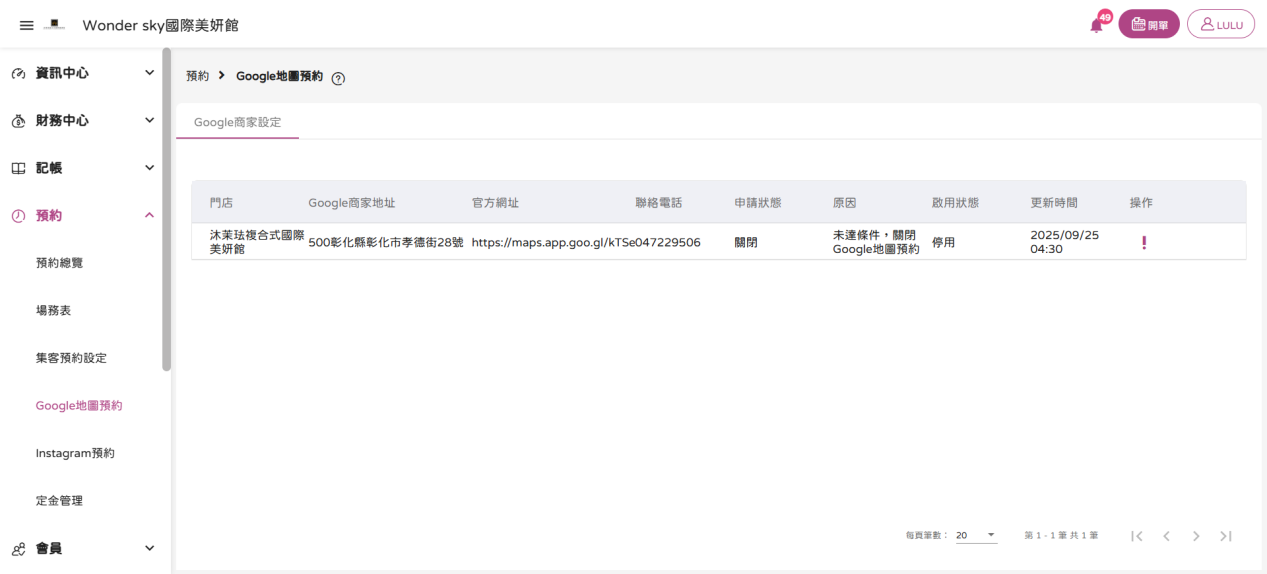 Wonder sky國際美妍館
49
開單
LULU
資訊中心
財務中心
記帳
預約
預約總覽
場務表
集客預約設定
Google地圖預約
Instagram預約
定金管理
會員
預約 > Google地圖預約 ?
Google商家設定
門店 Google商家地址 官方網址 聯絡電話 申請狀態 原因 啟用狀態 更新時間 操作
沐茉琺複合式國際 500彰化縣彰化市孝德街28號 https://maps.app.goo.gl/kTSe047229506 關閉 未達條件，關閉 停用 2025/09/25 !
美妍館 Google地圖預約 04:30
每頁筆數： 20 第 1 - 1 筆 共 1 筆